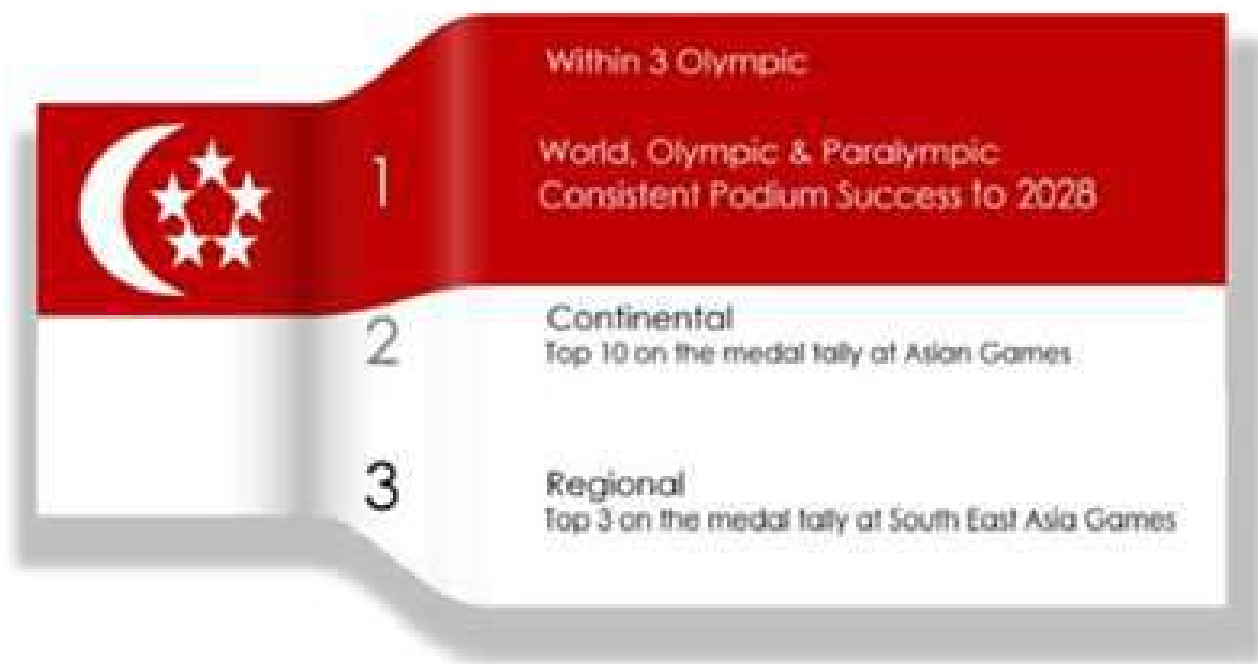 Within 3 Olympic
1
World, Olympic & Paralympic
Consistent Podium Success to 2028
2
Continental
Top 10 on the medal tally at Asian Games
3
Regional
Top 3 on the medal tally at South East Asia Games